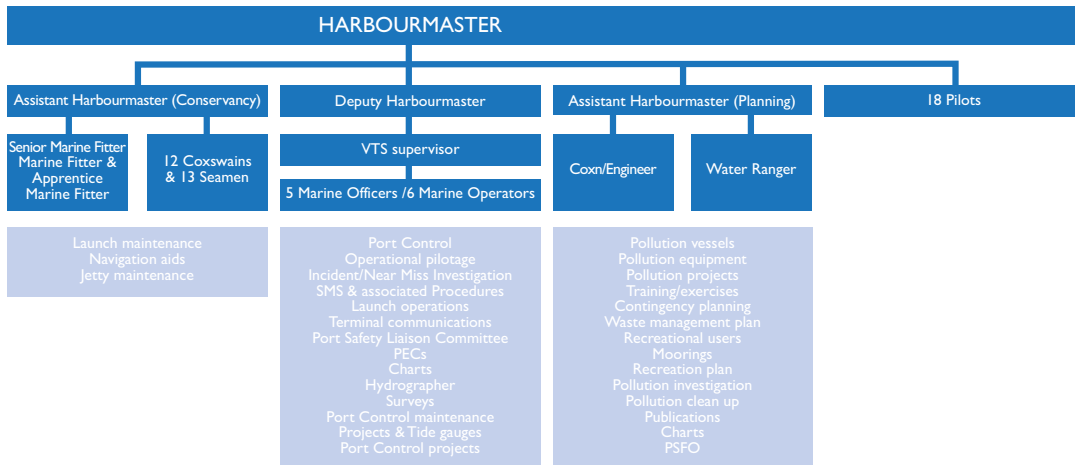 HARBOURMASTER
Assistant Harbourmaster (Conservancy)
Deputy Harbourmaster
Assistant Harbourmaster (Planning)
18 Pilots
Senior Marine Fitter
Marine Fitter &
Apprentice
Marine Fitter
12 Coxswains
& 13 Seamen
VTS supervisor
5 Marine Officers /6 Marine Operators
Coxn/Engineer
Water Ranger
Launch maintenance
Navigation aids
Jetty maintenance
Port Control
Operational pilotage
Incident/Near Miss Investigation
SMS & associated Procedures
Launch operations
Terminal communications
Port Safety Liaison Committee
PECs
Charts
Hydrographer
Surveys
Port Control maintenance
Projects & Tide gauges
Port Control projects
Pollution vessels
Pollution equipment
Pollution projects
Training/exercises
Contingency planning
Waste management plan
Recreational users
Moorings
Recreation plan
Pollution investigation
Pollution clean up
Publications
Charts
PSFO